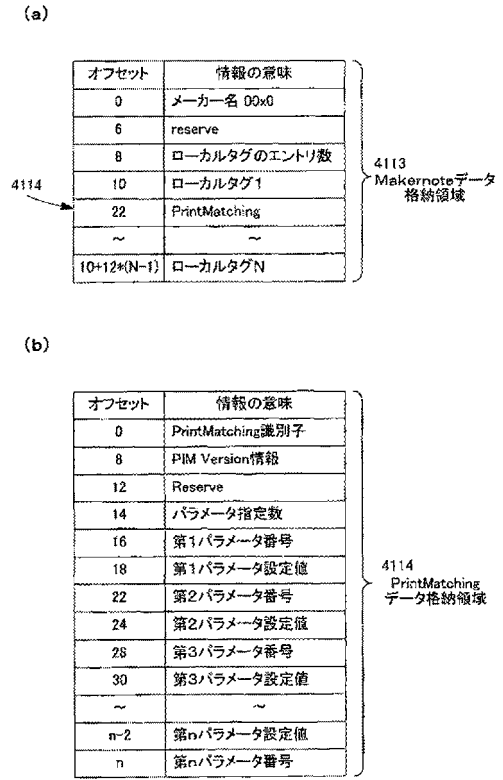 (a)
オフセット 情報の意味
0 メーカー名 00x0
6 reserve
8 ローカルタグのエントリ数
10 ローカルタグ1
22 PrintMatching
～ ～
10+12*(N-1) ローカルタグN
4114
4113
Makernoteデータ
格納領域
(b)
オフセット 情報の意味
0 PrintMatching識別子
8 PIM Version情報
12 Reserve
14 パラメータ指定数
16 第1パラメータ番号
18 第1パラメータ設定値
22 第2パラメータ番号
24 第2パラメータ設定値
28 第3パラメータ番号
30 第3パラメータ設定値
～ ～
n-2 第nパラメータ設定値
n 第nパラメータ番号
4114
PrintMatching
データ格納領域